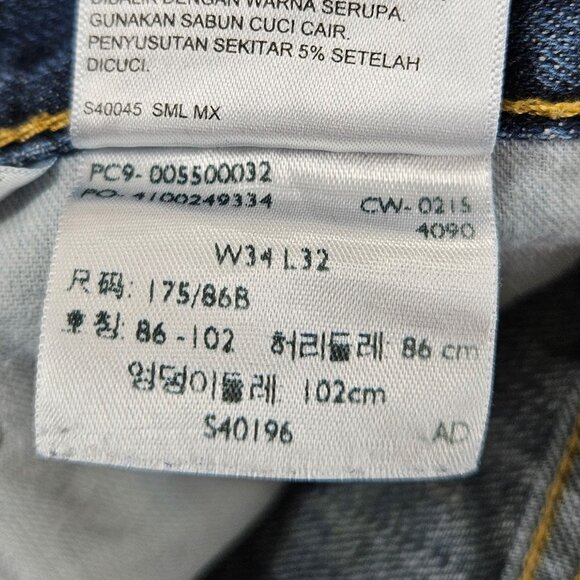 DIBALIK DENGAN WARNA SERUPA.
GUNAKAN SABUN CUCI CAIR.
PENYUSUTAN SEKITAR 5% SETELAH
DICUCI.
S40045 SML MX
PC9-005500032
PO-4100249334 CW-0215
4090
W34 L32
尺码: 175/86B
호칭: 86-102 허리둘레 86 cm
엉덩이둘레 102cm
S40196 AD